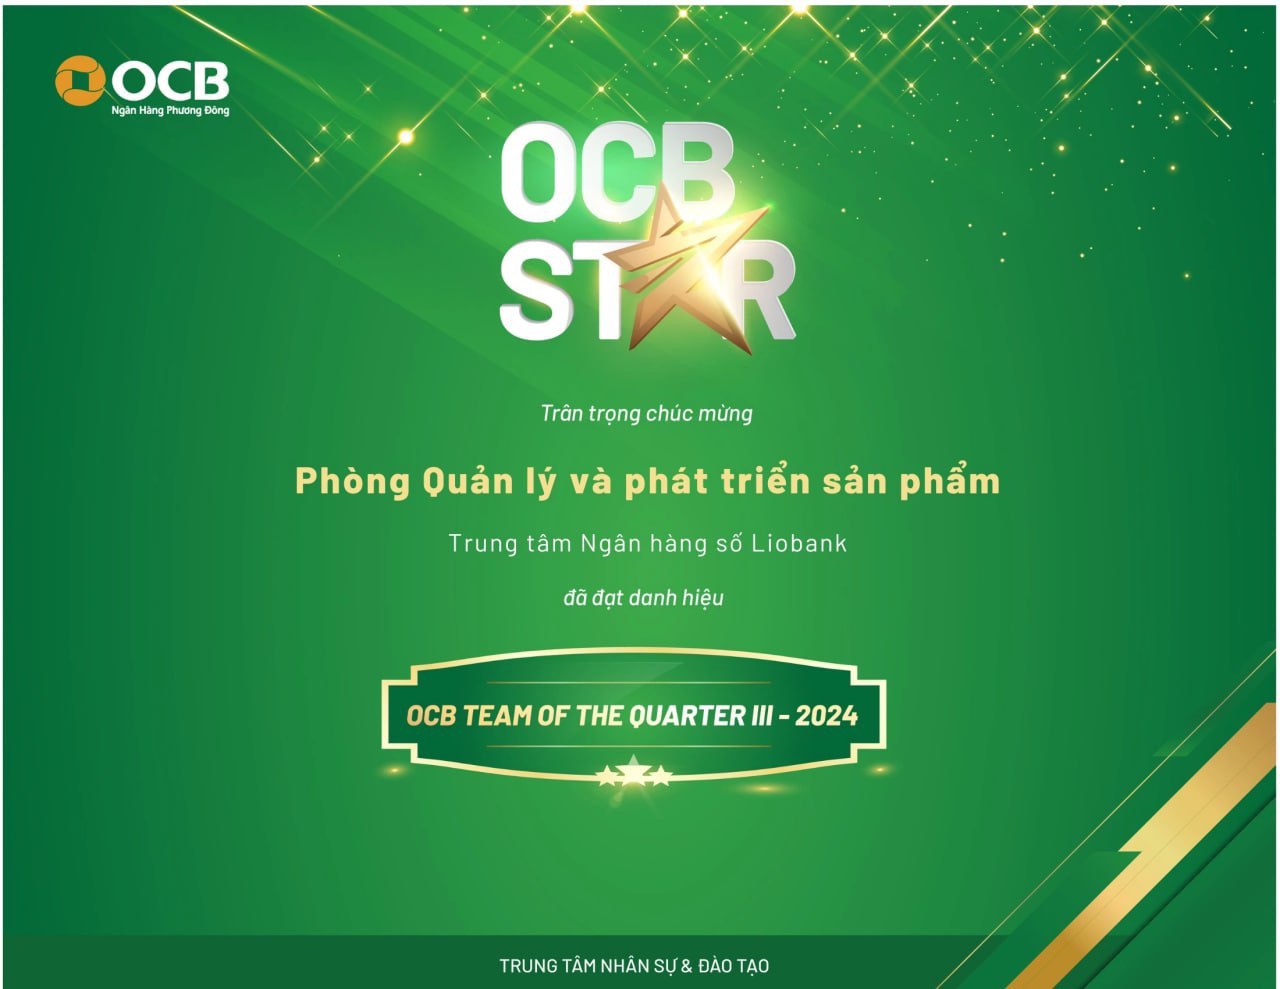 OCB
Ngân Hàng Phương Đông
OCB
STAR
Trân trọng chúc mừng
Phòng Quản lý và phát triển sản phẩm
Trung tâm Ngân hàng số Liobank
đã đạt danh hiệu
OCB TEAM OF THE QUARTER III - 2024
TRUNG TÂM NHÂN SỰ & ĐÀO TẠO